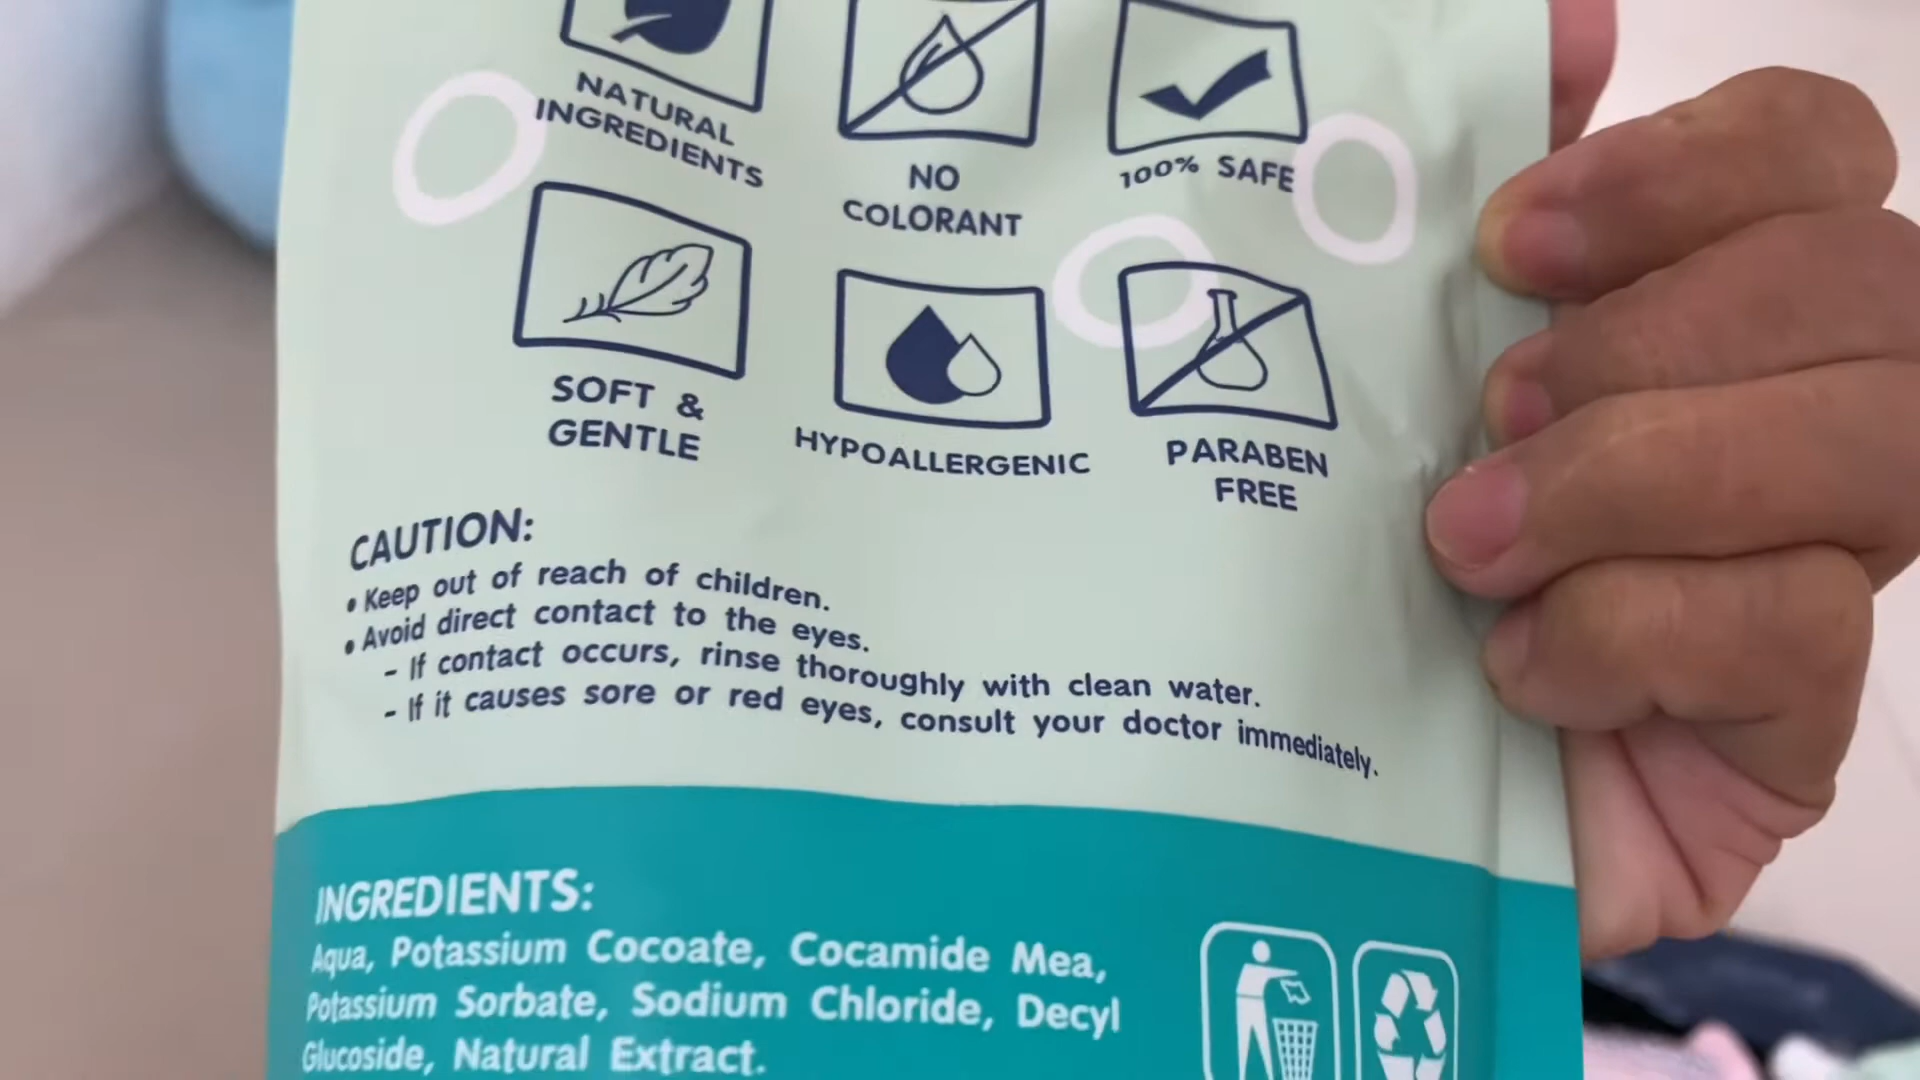 NATURAL
INGREDIENTS
NO
COLORANT
100% SAFE
SOFT &
GENTLE
HYPOALLERGENIC
PARABEN
FREE
CAUTION:
• Keep out of reach of children.
• Avoid direct contact to the eyes.
- If contact occurs, rinse thoroughly with clean water.
- If it causes sore or red eyes, consult your doctor immediately.
INGREDIENTS:
Aqua, Potassium Cocoate, Cocamide Mea,
Potassium Sorbate, Sodium Chloride, Decyl
Glucoside, Natural Extract.